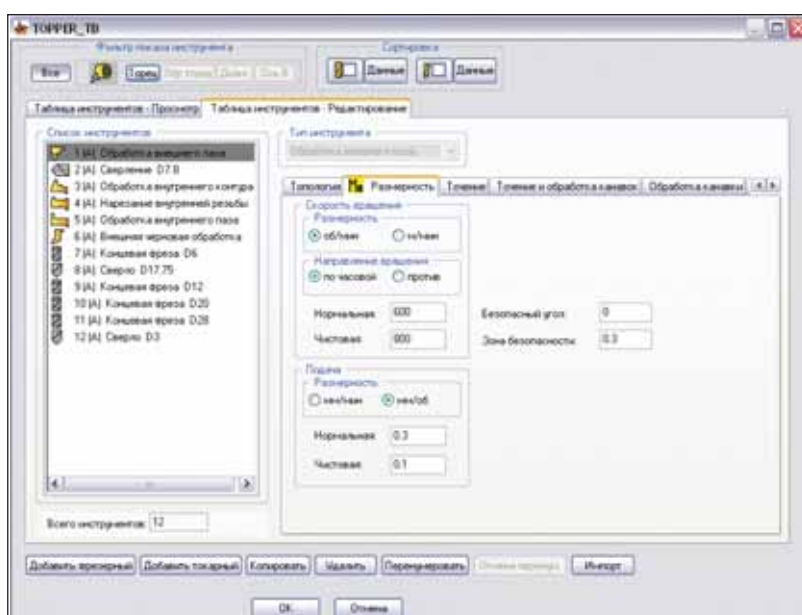 TOPPER_TB
Фильтр показа инструмента
Сортировка
Все
Торец
Данные
Данные
Таблица инструментов - Просмотр
Таблица инструментов - Редактирование
Список инструментов
1 |A| Обработка внешнего паза
2 |A| Сверление D7.8
3 |A| Обработка внутреннего контура
4 |A| Нарезание внутренней резьбы
5 |A| Обработка внутреннего паза
6 |A| Внешняя черновая обработка
7 |A| Концевая фреза D6
8 |A| Сверло D17.75
9 |A| Концевая фреза D12
10 |A| Концевая фреза D20
11 |A| Концевая фреза D28
12 |A| Сверло D3
Всего инструментов: 12
Тип инструмента
Топология
Размерность
Точение
Точение и обработка канавок
Обработка канавки
Скорость вращения
Размерность
об/мин
м/мин
Направление вращения
по часовой
против
Нормальная: 600
Чистовая: 800
Безопасный угол: 0
Зона безопасности: 0.3
Подача
Размерность
мм/мин
мм/об
Нормальная: 0.3
Чистовая: 0.1
Добавить фрезерный
Добавить токарный
Копировать
Удалить
Перенумеровать
Импорт
OK
Отмена